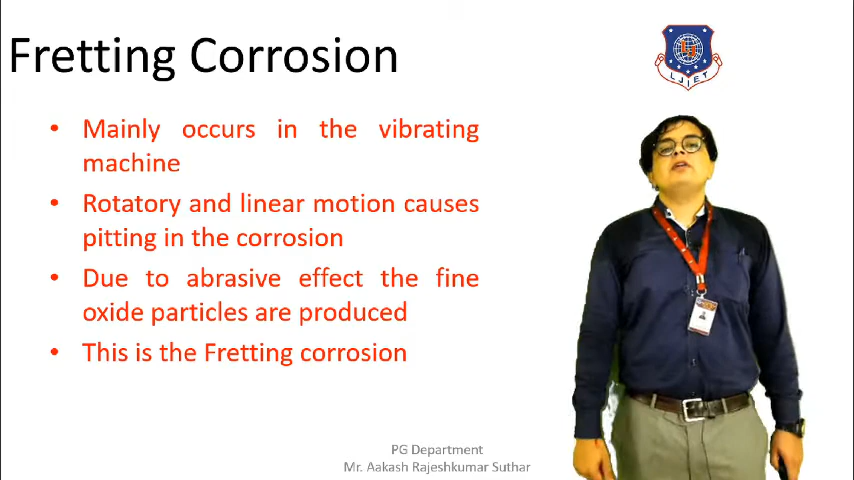 Fretting Corrosion
LJIET
• Mainly occurs in the vibrating
machine
• Rotatory and linear motion causes
pitting in the corrosion
• Due to abrasive effect the fine
oxide particles are produced
• This is the Fretting corrosion
PG Department
Mr. Aakash Rajeshkumar Suthar